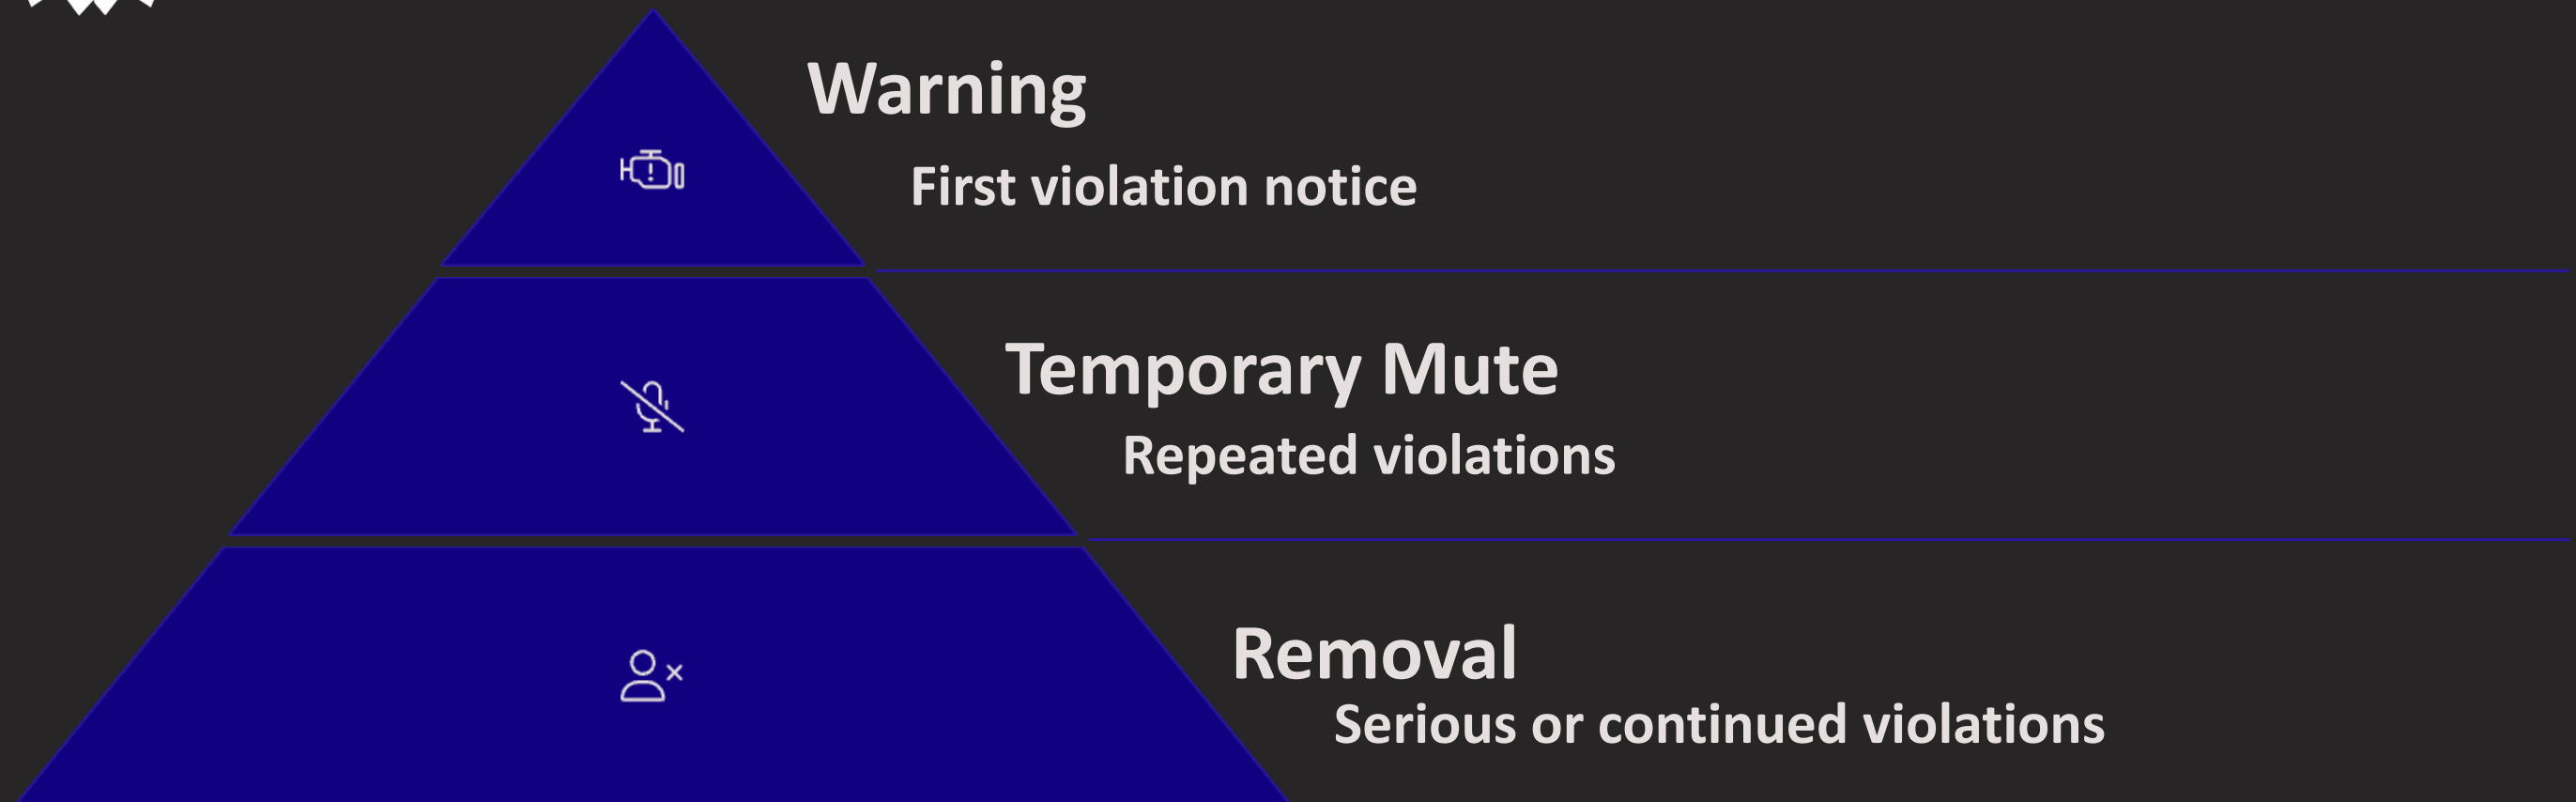 Warning
First violation notice
Temporary Mute
Repeated violations
Removal
Serious or continued violations